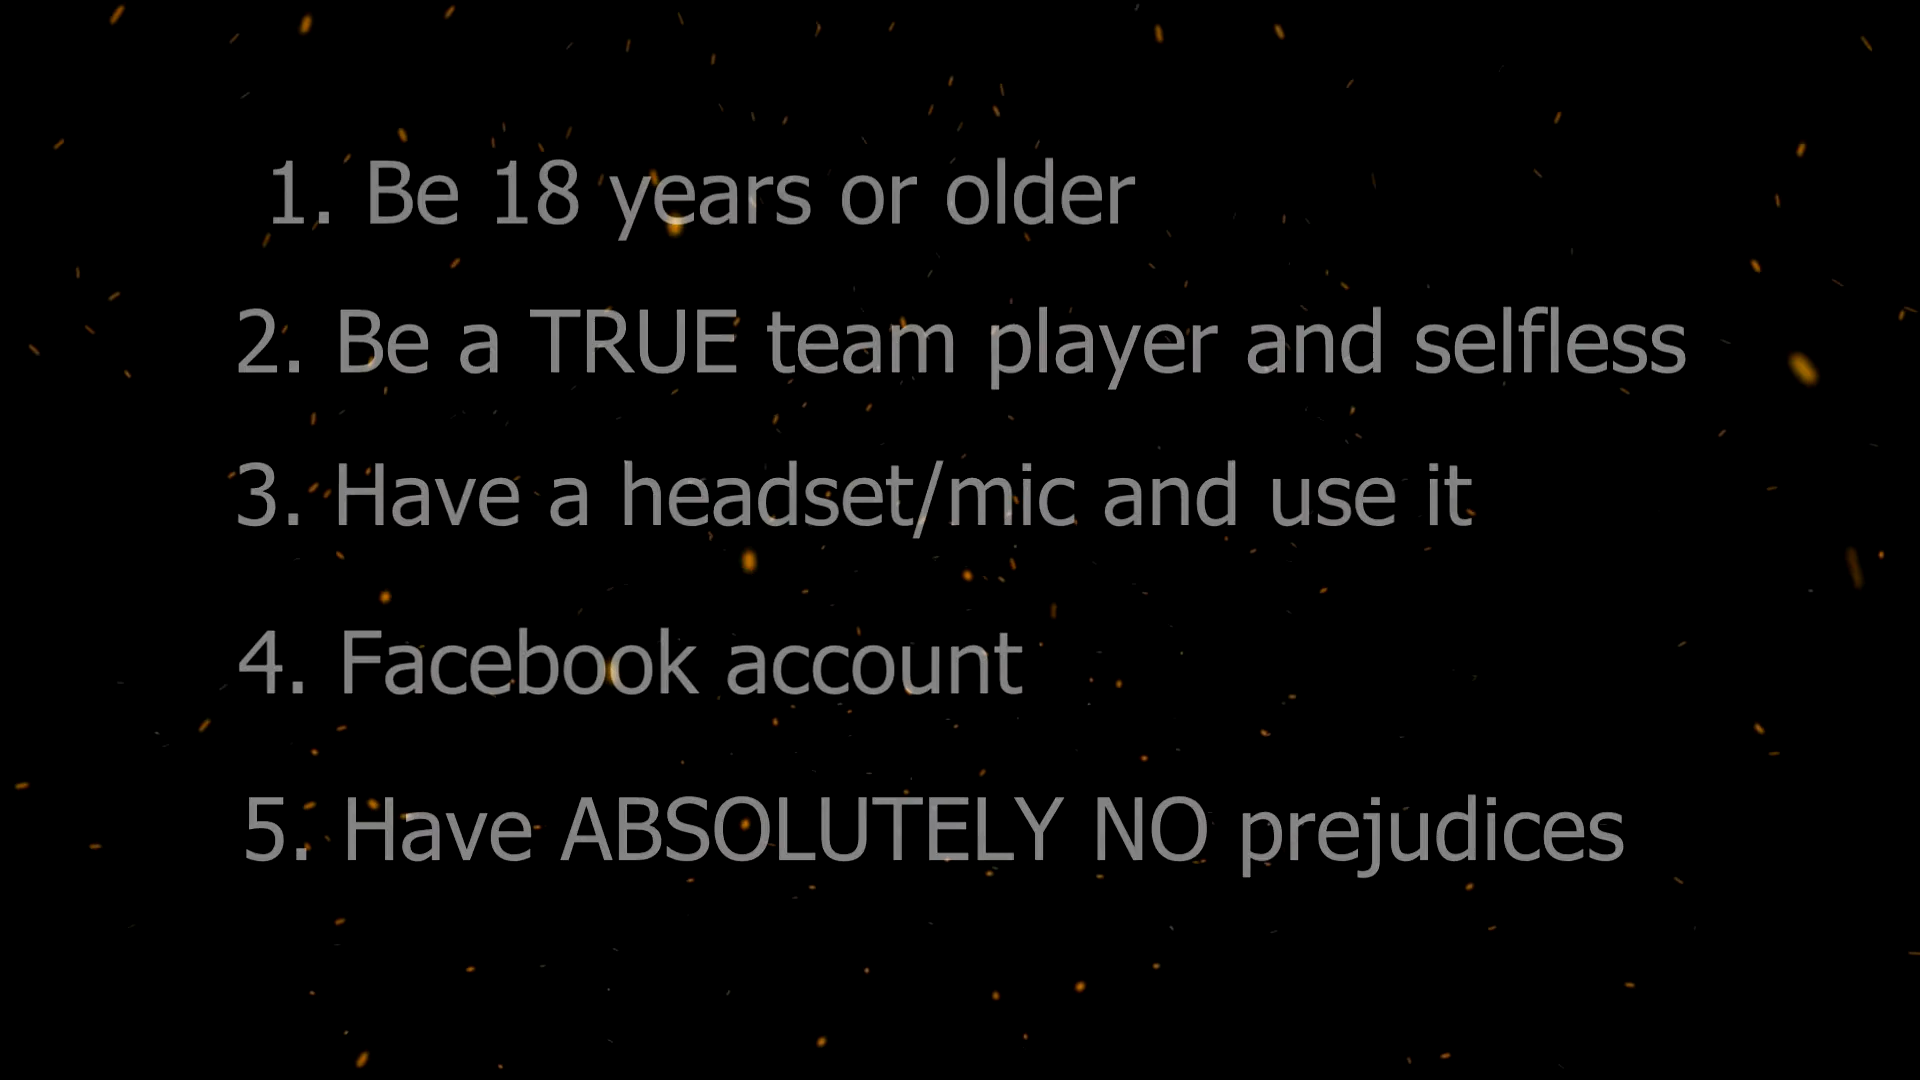 1. Be 18 years or older
2. Be a TRUE team player and selfless
3. Have a headset/mic and use it
4. Facebook account
5. Have ABSOLUTELY NO prejudices